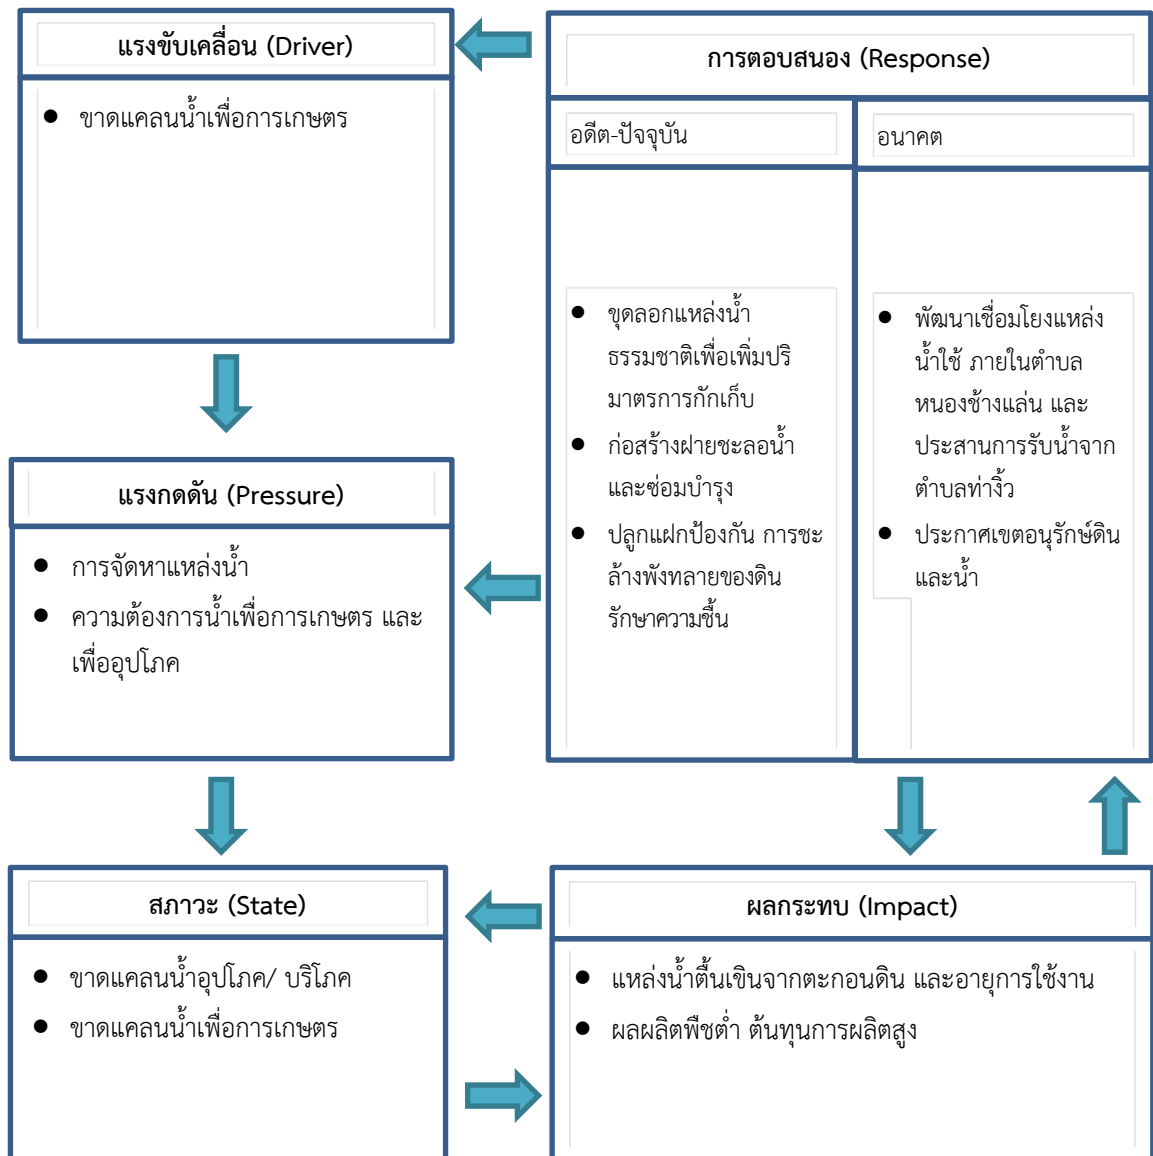 แรงขับเคลื่อน (Driver)
● ขาดแคลนน้ำเพื่อการเกษตร
การตอบสนอง (Response)
อดีต-ปัจจุบัน
● ขุดลอกแหล่งน้ำ
ธรรมชาติเพื่อเพิ่มปริ
มาตรการกักเก็บ
● ก่อสร้างฝายชะลอน้ำ
และซ่อมบำรุง
● ปลูกแฝกป้องกัน การชะ
ล้างพังทลายของดิน
รักษาความชื้น
อนาคต
● พัฒนาเชื่อมโยงแหล่ง
น้ำใช้ ภายในตำบล
หนองช้างแล่น และ
ประสานการรับน้ำจาก
ตำบลท่างิ้ว
● ประกาศเขตอนุรักษ์ดิน
และน้ำ
แรงกดดัน (Pressure)
● การจัดหาแหล่งน้ำ
● ความต้องการน้ำเพื่อการเกษตร และ
เพื่ออุปโภค
สภาวะ (State)
● ขาดแคลนน้ำอุปโภค/ บริโภค
● ขาดแคลนน้ำเพื่อการเกษตร
ผลกระทบ (Impact)
● แหล่งน้ำตื้นเขินจากตะกอนดิน และอายุการใช้งาน
● ผลผลิตพืชต่ำ ต้นทุนการผลิตสูง